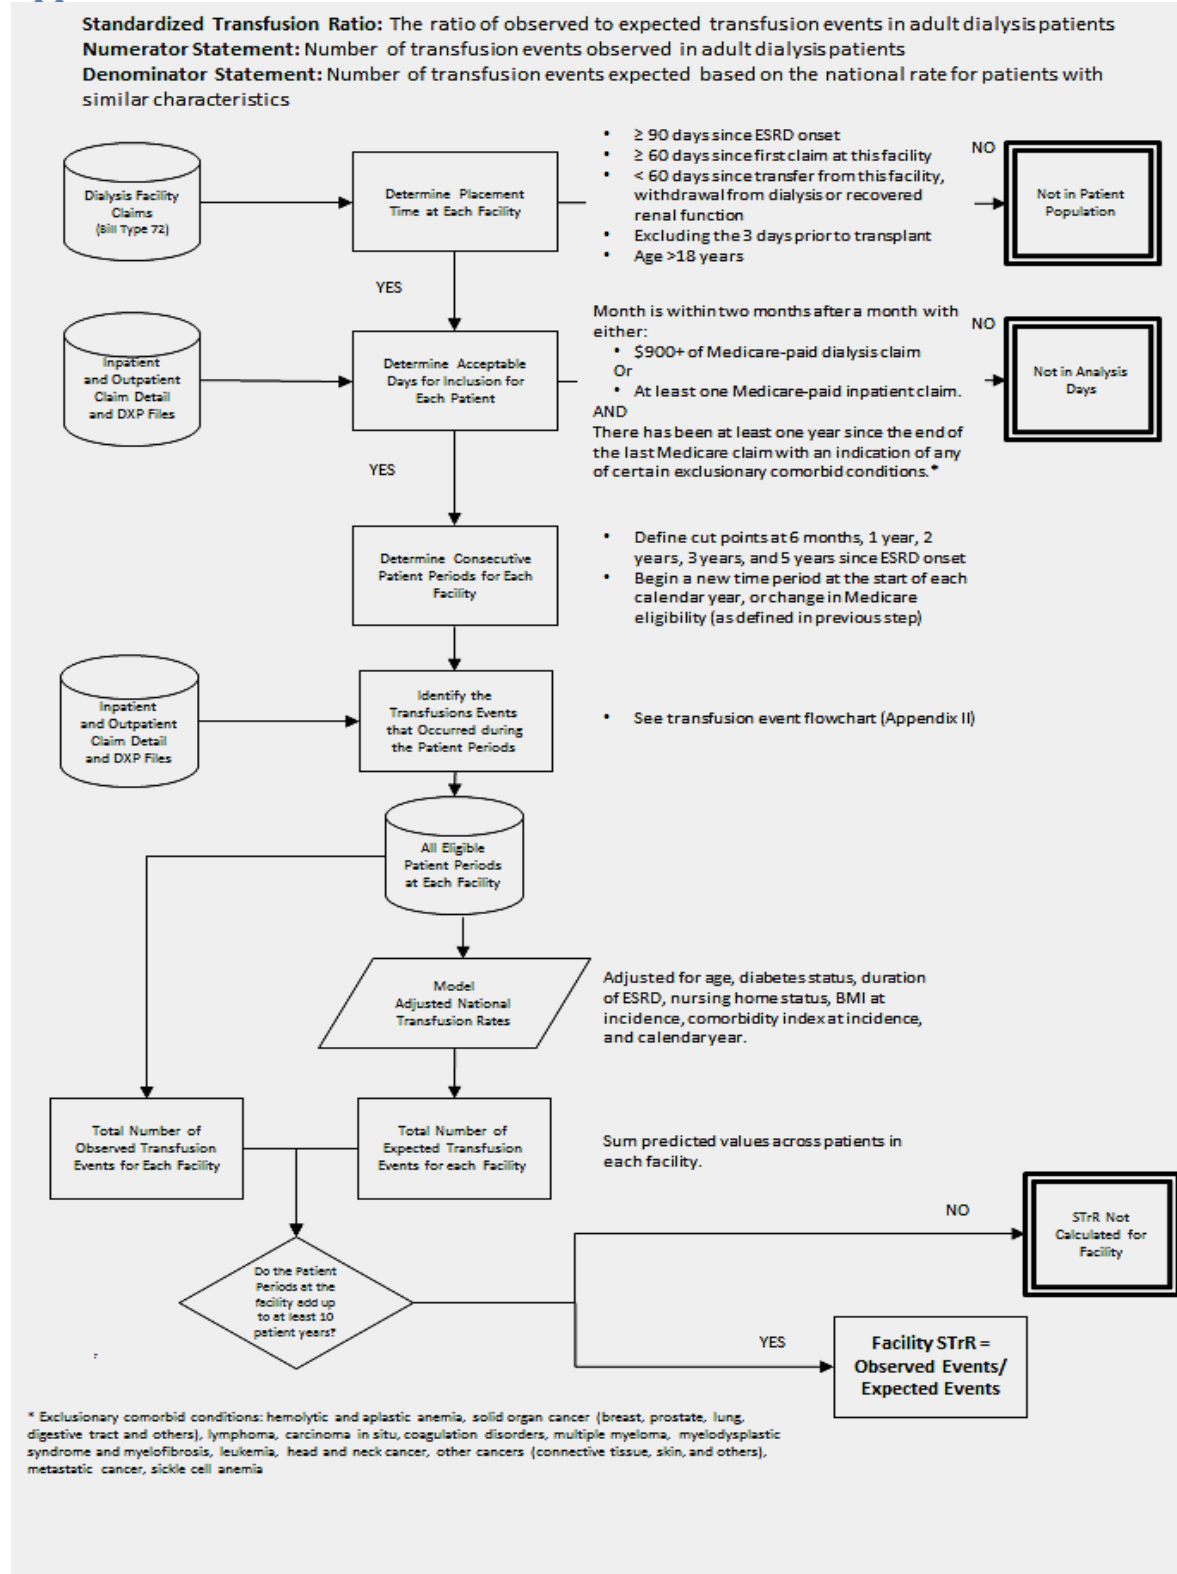 Standardized Transfusion Ratio: The ratio of observed to expected transfusion events in adult dialysis patients
Numerator Statement: Number of transfusion events observed in adult dialysis patients
Denominator Statement: Number of transfusion events expected based on the national rate for patients with
similar characteristics
Dialysis Facility
Claims
(Bill Type 72)
Determine Placement
Time at Each Facility
• ≥ 90 days since ESRD onset
• ≥ 60 days since first claim at this facility
• < 60 days since transfer from this facility,
withdrawal from dialysis or recovered
renal function
• Excluding the 3 days prior to transplant
• Age >18 years
NO
Not in Patient
Population
YES
Inpatient
and Outpatient
Claim Detail
and DXP Files
Determine Acceptable
Days for Inclusion for
Each Patient
Month is within two months after a month with
either:
• $900+ of Medicare-paid dialysis claim
Or
• At least one Medicare-paid inpatient claim.
AND
There has been at least one year since the end of
the last Medicare claim with an indication of any
of certain exclusionary comorbid conditions.*
NO
Not in Analysis
Days
YES
Determine Consecutive
Patient Periods for Each
Facility
• Define cut points at 6 months, 1 year, 2
years, 3 years, and 5 years since ESRD onset
• Begin a new time period at the start of each
calendar year, or change in Medicare
eligibility (as defined in previous step)
Inpatient
and Outpatient
Claim Detail
and DXP Files
Identify the
Transfusions Events
that Occurred during
the Patient Periods
• See transfusion event flowchart (Appendix II)
All Eligible
Patient Periods
at Each Facility
Model
Adjusted National
Transfusion Rates
Adjusted for age, diabetes status, duration
of ESRD, nursing home status, BMI at
incidence, comorbidity index at incidence,
and calendar year.
Total Number of
Observed Transfusion
Events for Each Facility
Total Number of
Expected Transfusion
Events for each Facility
Sum predicted values across patients in
each facility.
Do the Patient
Periods at the
facility add up
to at least 10
patient years?
NO
STrR Not
Calculated for
Facility
YES
Facility STrR =
Observed Events/
Expected Events
* Exclusionary comorbid conditions: hemolytic and aplastic anemia, solid organ cancer (breast, prostate, lung,
digestive tract and others), lymphoma, carcinoma in situ, coagulation disorders, multiple myeloma, myelodysplastic
syndrome and myelofibrosis, leukemia, head and neck cancer, other cancers (connective tissue, skin, and others),
metastatic cancer, sickle cell anemia